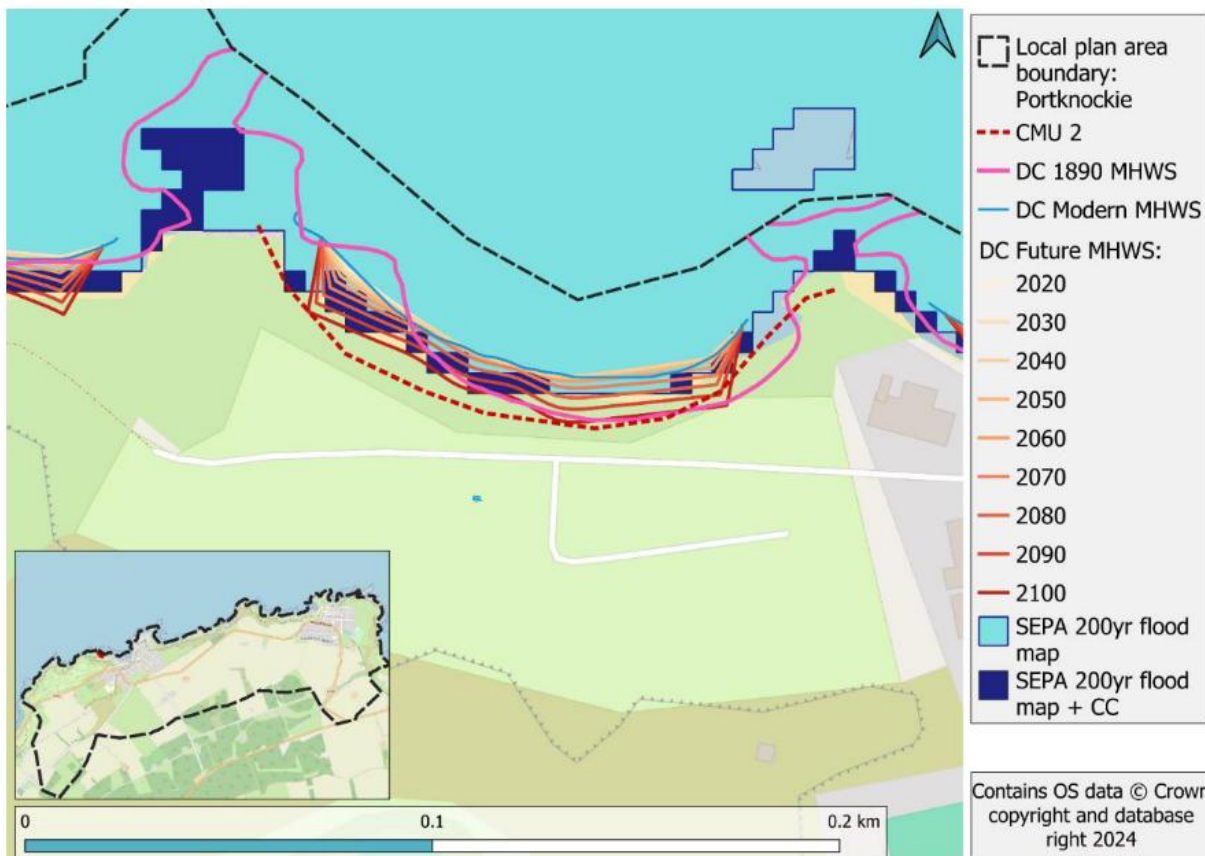 Local plan area
boundary:
Portknockie
CMU 2
DC 1890 MHWS
DC Modern MHWS
DC Future MHWS:
2020
2030
2040
2050
2060
2070
2080
2090
2100
SEPA 200yr flood
map
SEPA 200yr flood
map + CC
Contains OS data © Crown
copyright and database
right 2024
0
0.1
0.2 km